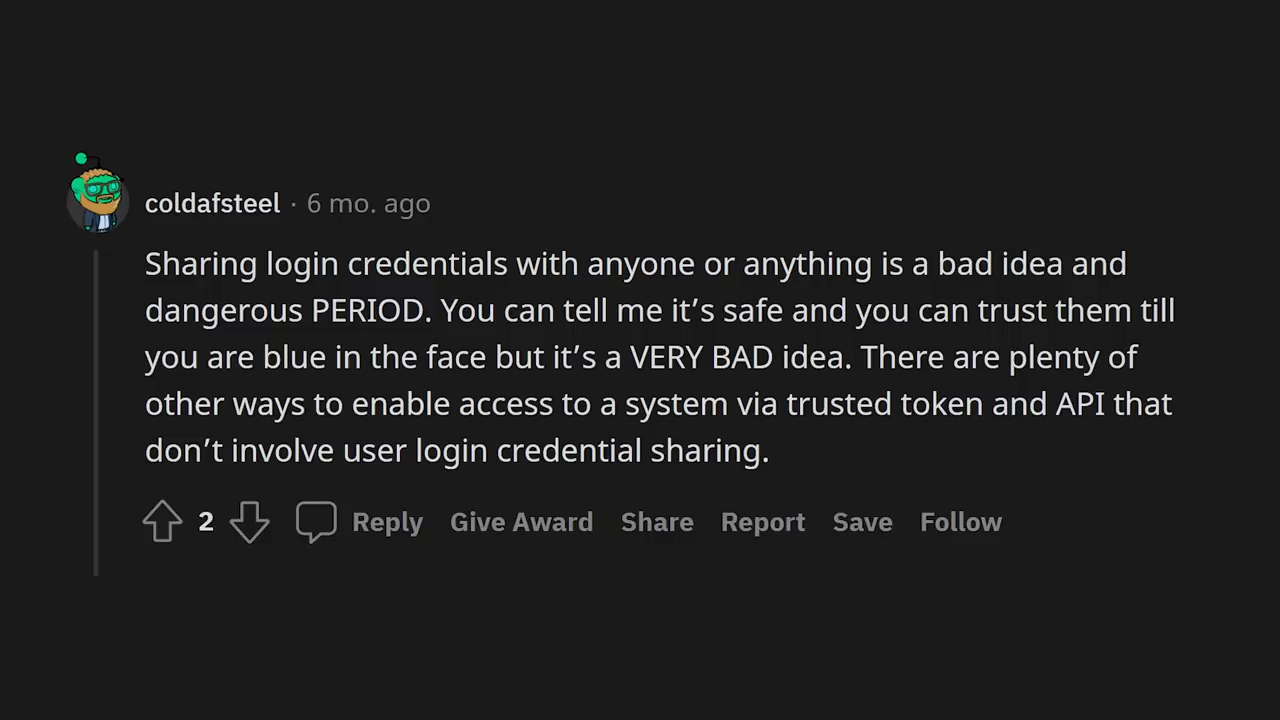 coldafsteel · 6 mo. ago
Sharing login credentials with anyone or anything is a bad idea and
dangerous PERIOD. You can tell me it’s safe and you can trust them till
you are blue in the face but it’s a VERY BAD idea. There are plenty of
other ways to enable access to a system via trusted token and API that
don’t involve user login credential sharing.
2 Reply Give Award Share Report Save Follow